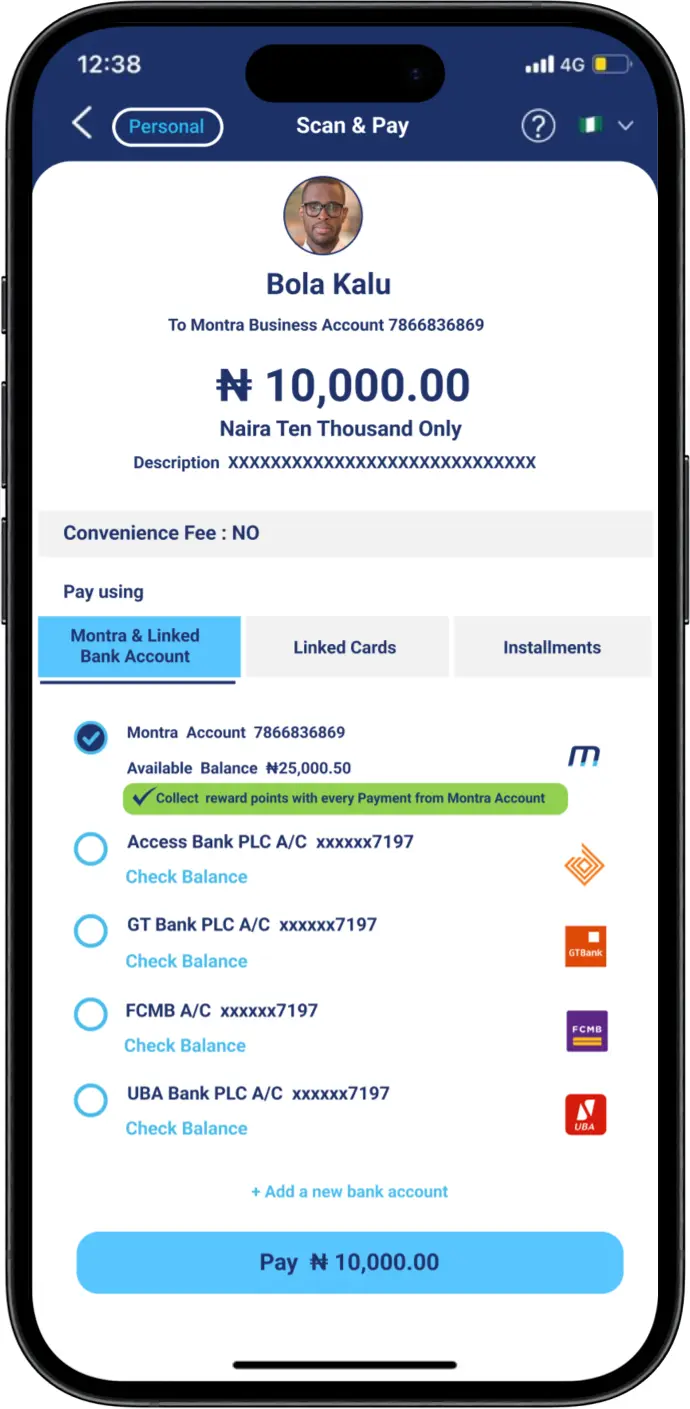 12:38
4G
Personal
Scan & Pay
?
Bola Kalu
To Montra Business Account 7866836869
₦ 10,000.00
Naira Ten Thousand Only
Description XXXXXXXXXXXXXXXXXXXXXXXXXXXXX
Convenience Fee : NO
Pay using
Montra & Linked
Bank Account
Linked Cards
Installments
Montra Account 7866836869
Available Balance ₦25,000.50
m
Collect reward points with every Payment from Montra Account
Access Bank PLC A/C xxxxxx7197
Check Balance
GT Bank PLC A/C xxxxxx7197
Check Balance
GTBank
FCMB A/C xxxxxx7197
Check Balance
FCMB
UBA Bank PLC A/C xxxxxx7197
Check Balance
UBA
+ Add a new bank account
Pay ₦ 10,000.00